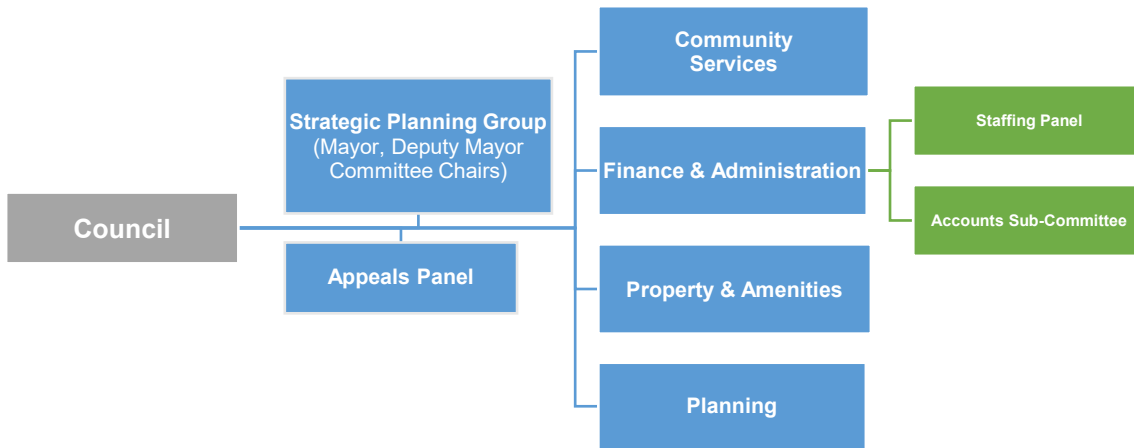 Council
Strategic Planning Group
(Mayor, Deputy Mayor
Committee Chairs)
Appeals Panel
Community
Services
Finance & Administration
Property & Amenities
Planning
Staffing Panel
Accounts Sub-Committee